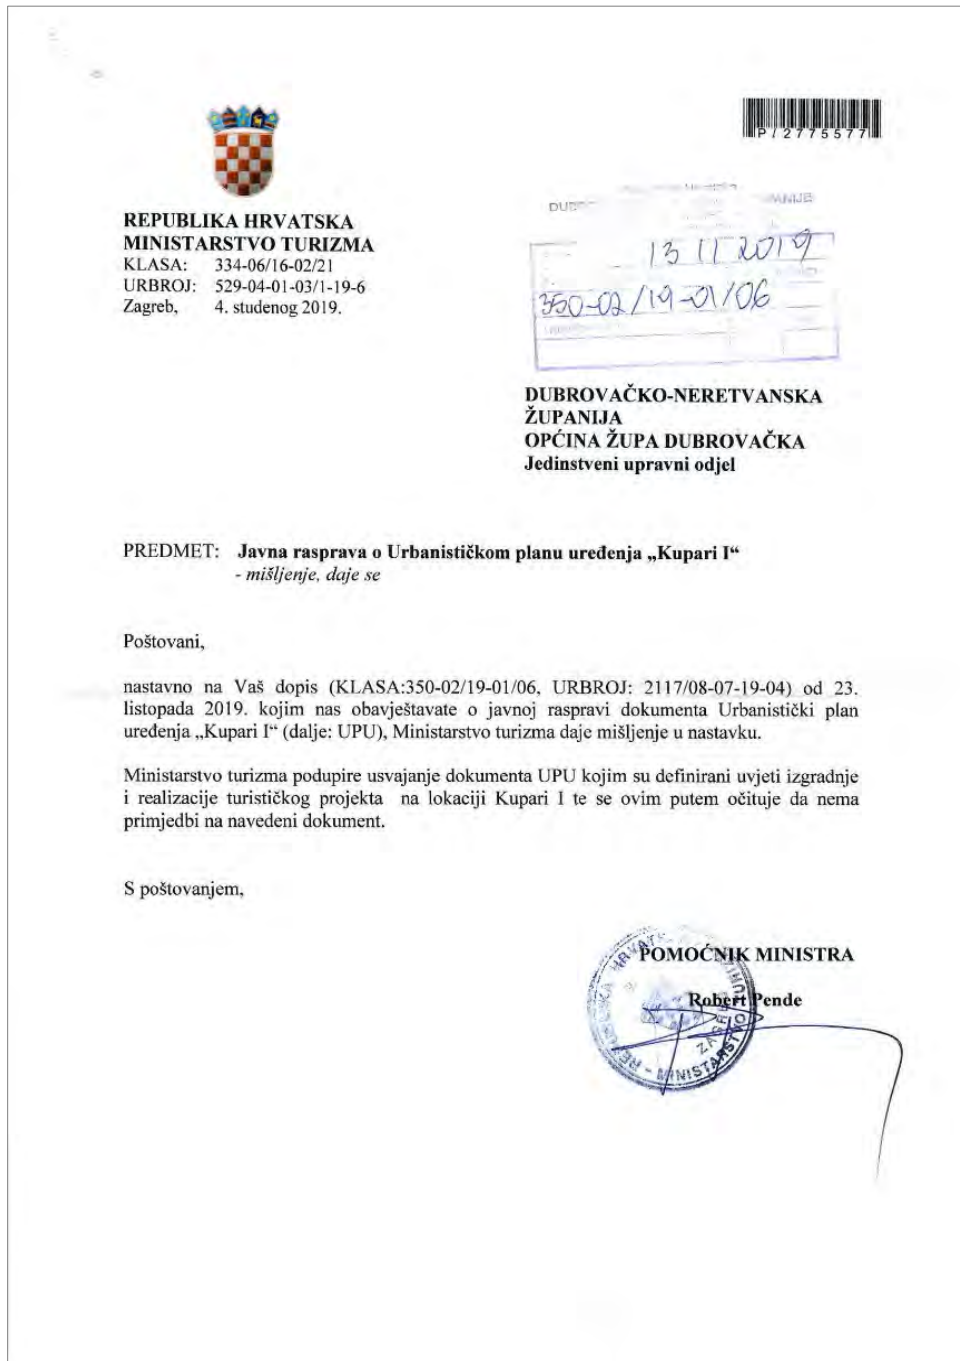 P/2775577
REPUBLIKA HRVATSKA
MINISTARSTVO TURIZMA
KLASA: 334-06/16-02/21
URBROJ: 529-04-01-03/1-19-6
Zagreb, 4. studenog 2019.
13 11 2019
350-02/19-01/06
DUBROVAČKO-NERETVANSKA
ŽUPANIJA
OPĆINA ŽUPA DUBROVAČKA
Jedinstveni upravni odjel
PREDMET: Javna rasprava o Urbanističkom planu uređenja „Kupari I“
- mišljenje, daje se
Poštovani,
nastavno na Vaš dopis (KLASA:350-02/19-01/06, URBROJ: 2117/08-07-19-04) od 23.
listopada 2019. kojim nas obavještavate o javnoj raspravi dokumenta Urbanistički plan
uređenja „Kupari I“ (dalje: UPU), Ministarstvo turizma daje mišljenje u nastavku.
Ministarstvo turizma podupire usvajanje dokumenta UPU kojim su definirani uvjeti izgradnje
i realizacije turističkog projekta na lokaciji Kupari I te se ovim putem očituje da nema
primjedbi na navedeni dokument.
S poštovanjem,
POMOĆNIK MINISTRA
Robert Pende